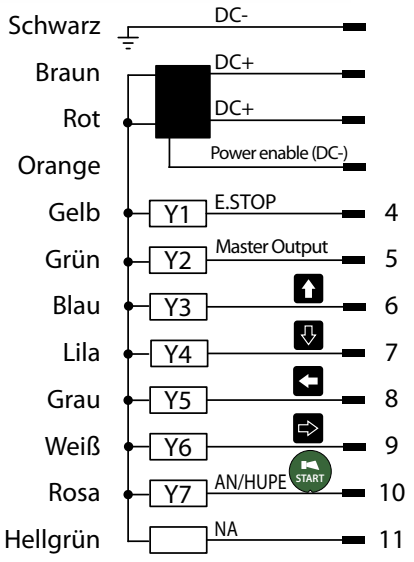 Schwarz DC-
Braun DC+
Rot DC+
Orange Power enable (DC-)
Gelb Y1 E.STOP 4
Grün Y2 Master Output 5
Blau Y3 6
Lila Y4 7
Grau Y5 8
Weiß Y6 9
Rosa Y7 AN/HUPE START 10
Hellgrün NA 11